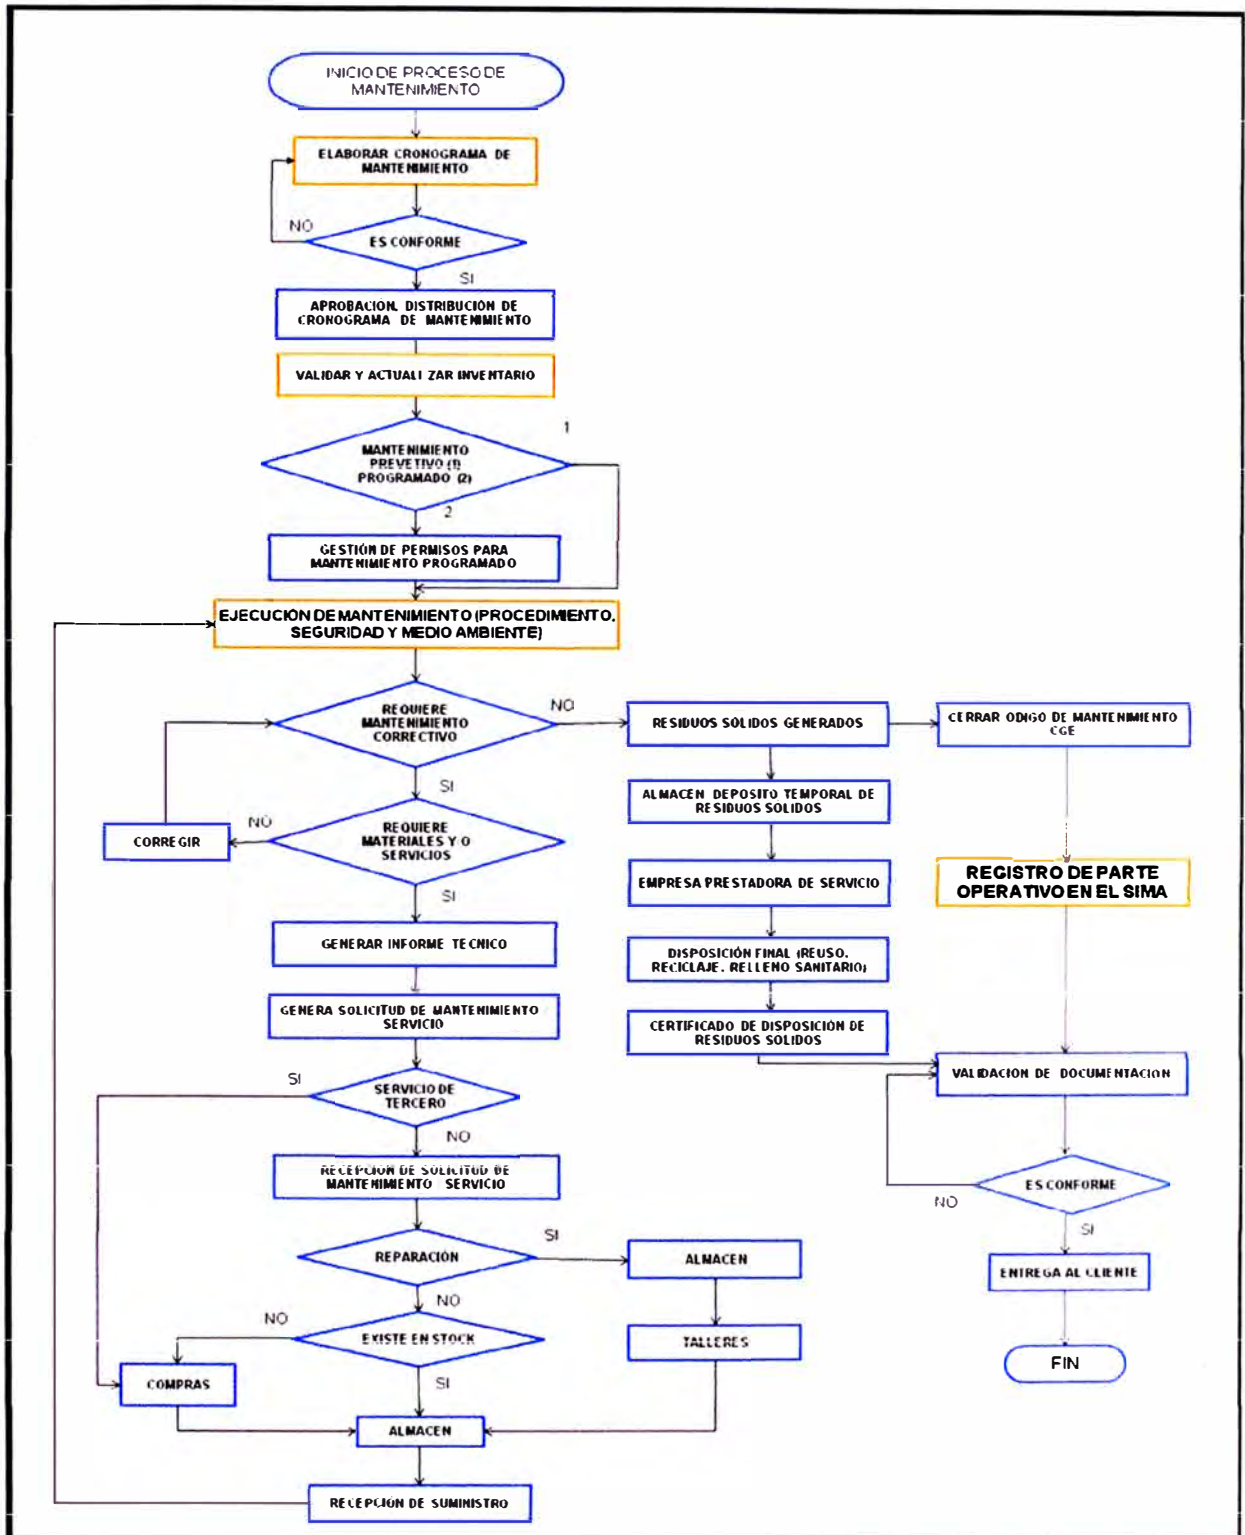 INICIO DE PROCESO DE
MANTENIMIENTO
ELABORAR CRONOGRAMA DE
MANTENIMIENTO
NO
ES CONFORME
SI
APROBACION. DISTRIBUCIÓN DE
CRONOGRAMA DE MANTENIMIENTO
VALIDAR Y ACTUALIZAR INVENTARIO
1
MANTENIMIENTO
PREVETIVO (1)
PROGRAMADO (2)
2
GESTIÓN DE PERMISOS PARA
MANTENIMIENTO PROGRAMADO
EJECUCIÓN DE MANTENIMIENTO (PROCEDIMIENTO.
SEGURIDAD Y MEDIO AMBIENTE)
REQUIERE
MANTENIMIENTO
CORRECTIVO
NO
RESIDUOS SOLIDOS GENERADOS
CERRAR ODIGO DE MANTENIMIENTO
CGE
SI
ALMACEN DEPOSITO TEMPORAL DE
RESIDUOS SOLIDOS
CORREGIR
NO
REQUIERE
MATERIALES Y O
SERVICIOS
EMPRESA PRESTADORA DE SERVICIO
REGISTRO DE PARTE
OPERATIVO EN EL SIMA
SI
GENERAR INFORME TECNICO
DISPOSICIÓN FINAL (REUSO.
RECICLAJE. RELLENO SANITARIO)
GENERA SOLICITUD DE MANTENIMIENTO
SERVICIO
CERTIFICADO DE DISPOSICIÓN DE
RESIDUOS SOLIDOS
SI
SERVICIO DE
TERCERO
VALIDACION DE DOCUMENTACION
NO
RECEPCION DE SOLICITUD DE
MANTENIMIENTO SERVICIO
ES CONFORME
NO
SI
REPARACIÓN
SI
ALMACEN
ENTREGA AL CLIENTE
NO
NO
EXISTE EN STOCK
TALLERES
FIN
COMPRAS
SI
ALMACEN
RECEPCIÓN DE SUMINISTRO